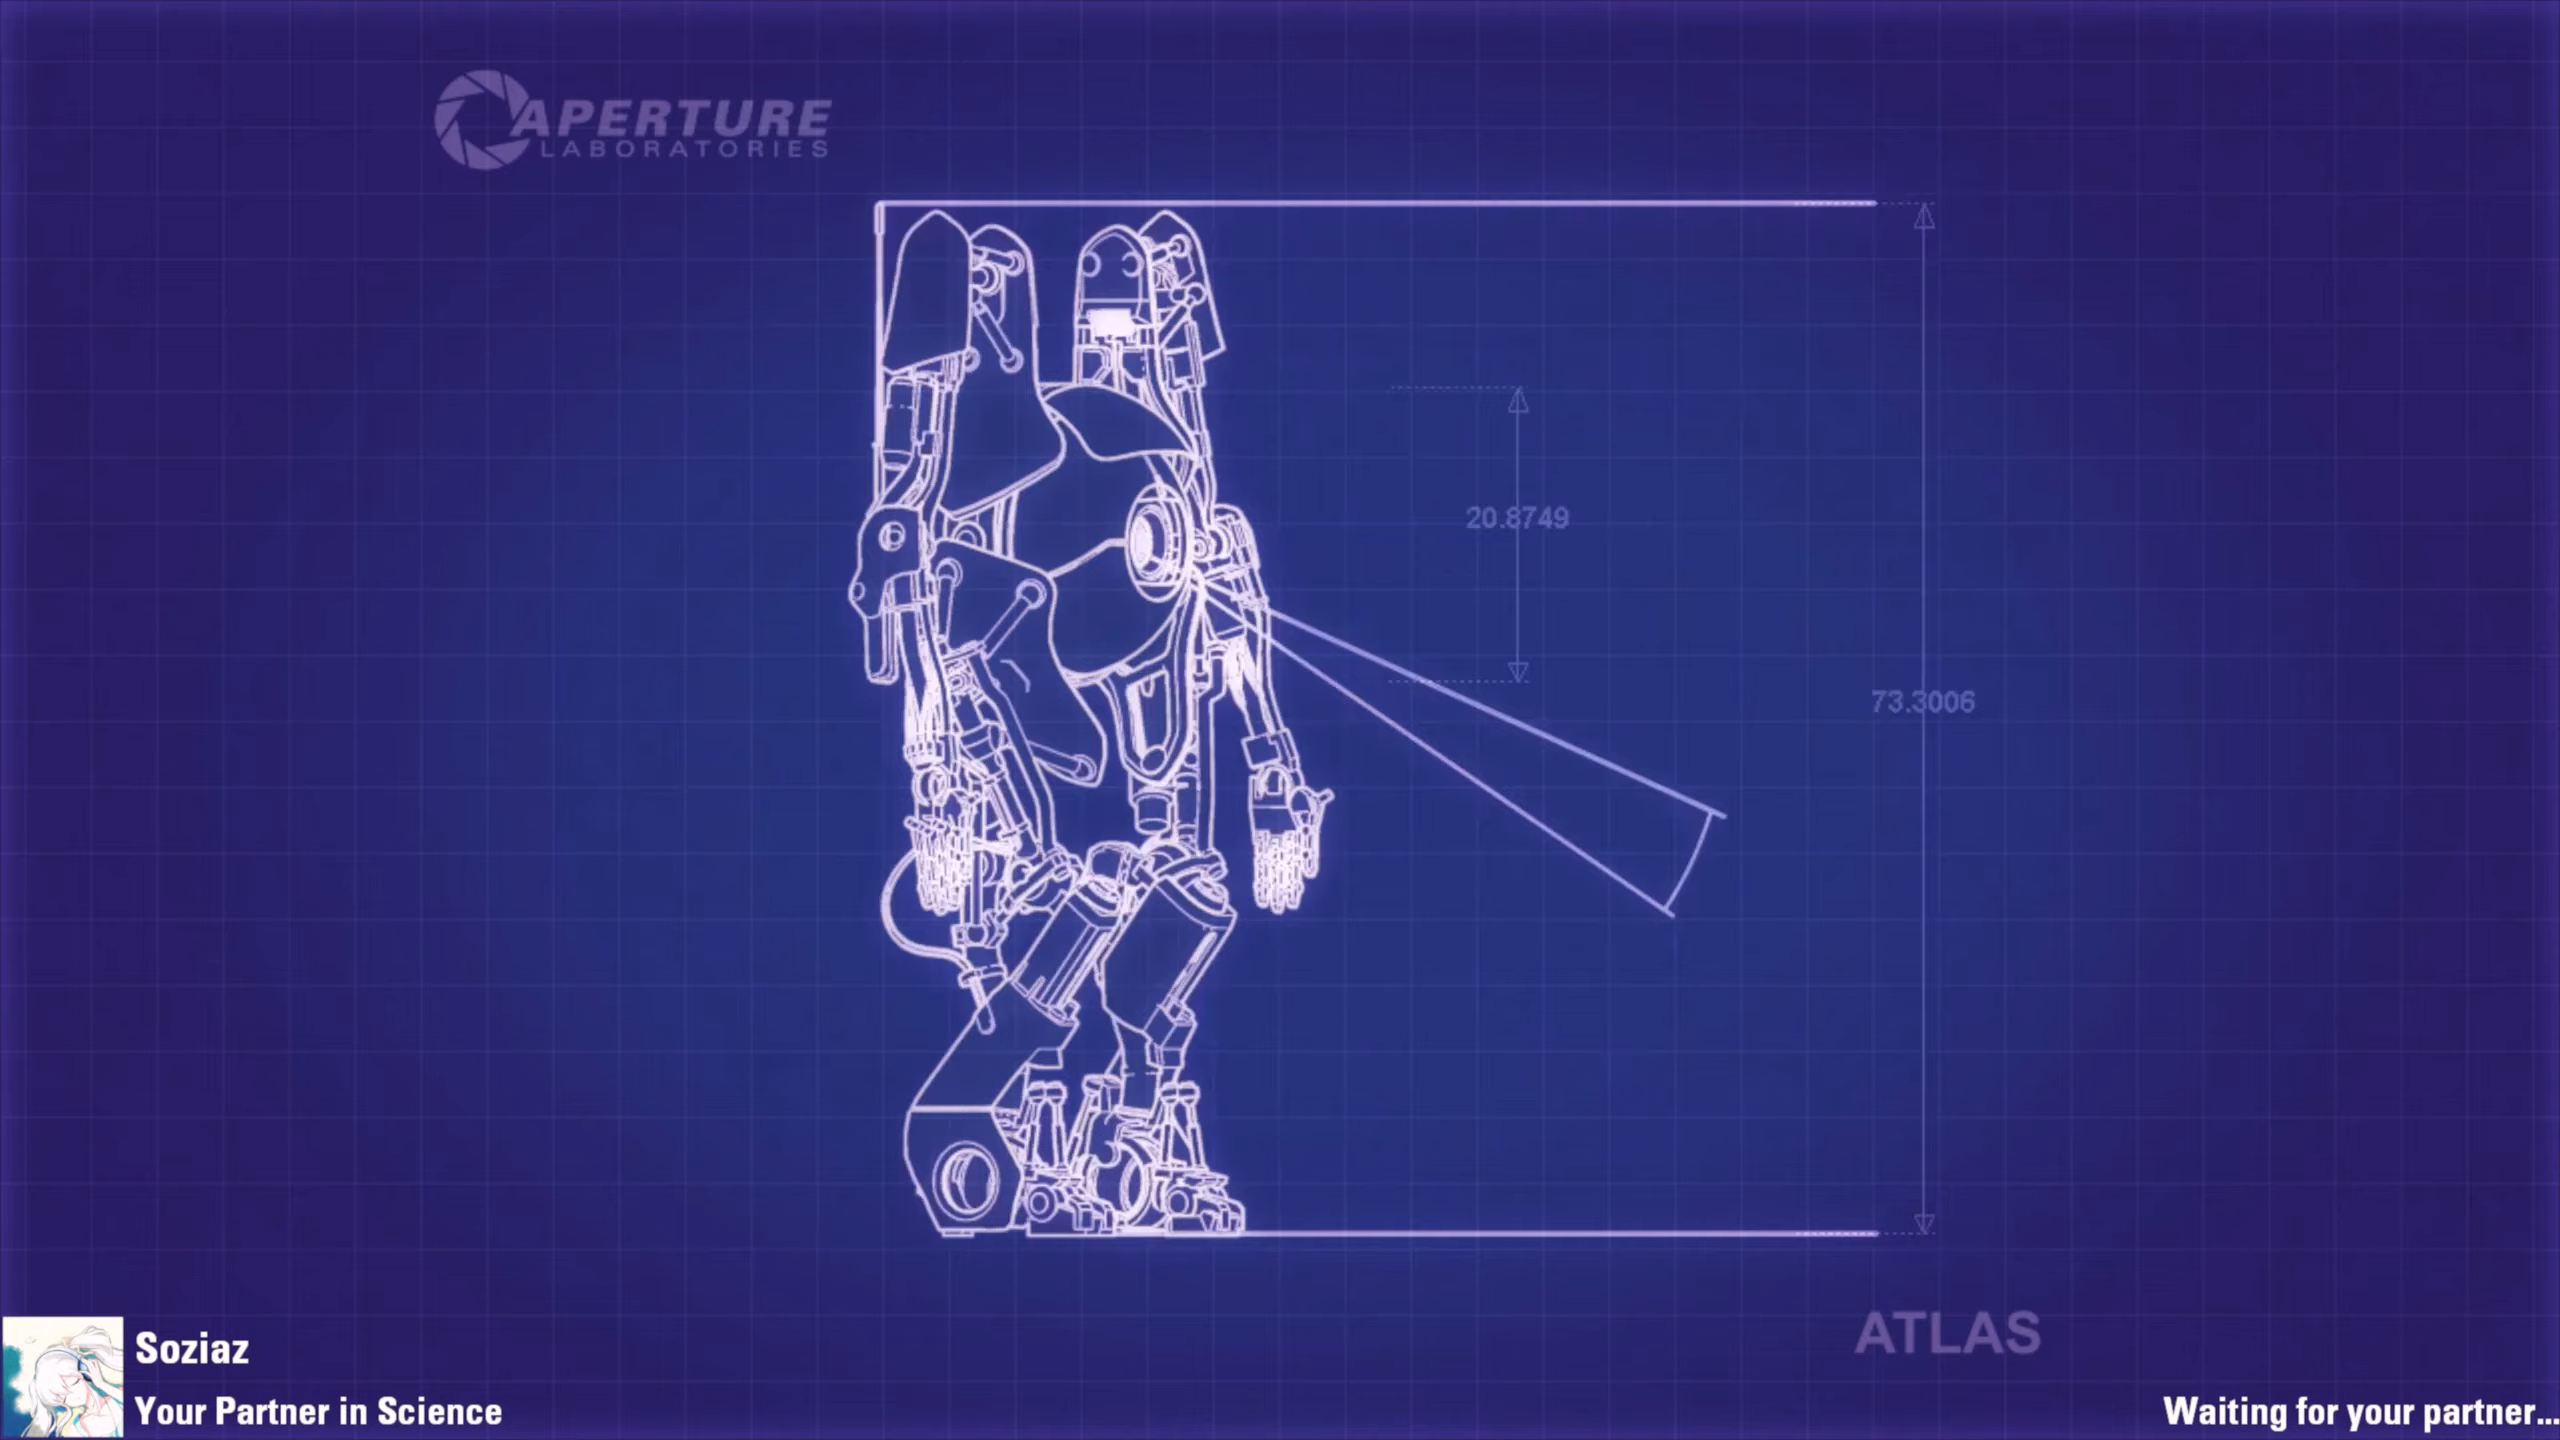 APERTURE
LABORATORIES
20.8749
73.3006
ATLAS
Soziaz
Your Partner in Science
Waiting for your partner...